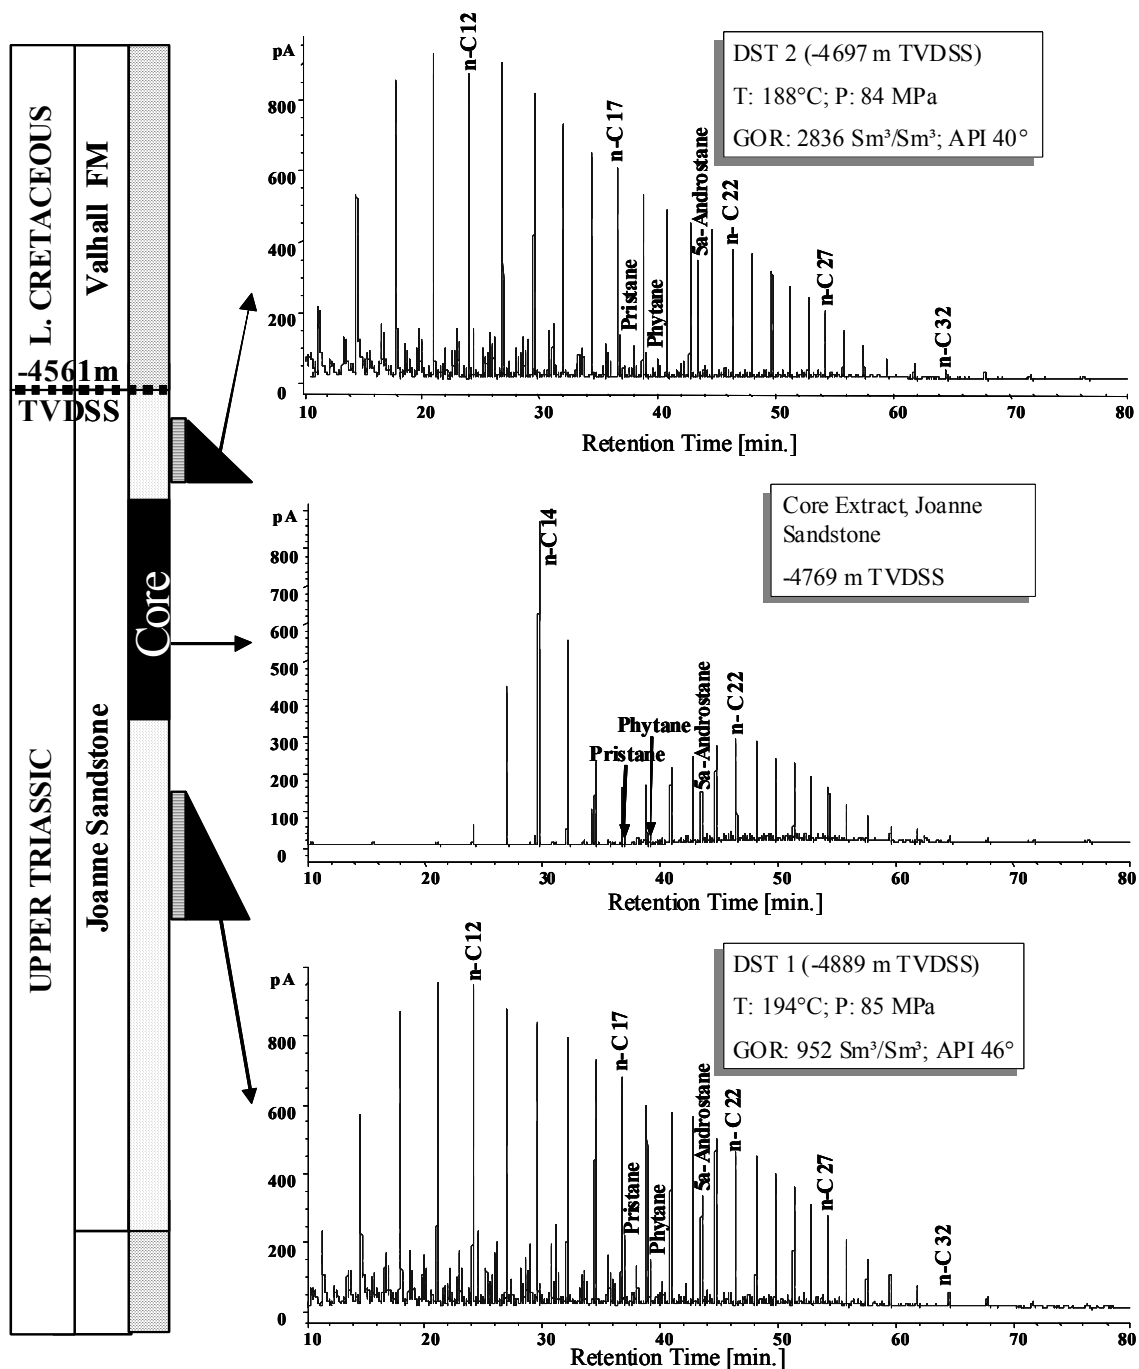 L. CRETACEOUS
Valhall FM
-4561m
TVDSS
UPPER TRIASSIC
Joanne Sandstone
Core
pA
800
600
400
200
0
n-C12
n-C17
Pristane
Phytane
5a-Androstane
n-C22
n-C27
n-C32
10 20 30 40 50 60 70 80
Retention Time [min.]
DST 2 (-4697 m TVDSS)
T: 188°C; P: 84 MPa
GOR: 2836 Sm³/Sm³; API 40°
pA
800
700
600
500
400
300
200
100
0
n-C14
Pristane
Phytane
5a-Androstane
n-C22
10 20 30 40 50 60 70 80
Retention Time [min.]
Core Extract, Joanne
Sandstone
-4769 m TVDSS
pA
800
600
400
200
0
n-C12
n-C17
Pristane
Phytane
5a-Androstane
n-C22
n-C27
n-C32
10 20 30 40 50 60 70 80
Retention Time [min.]
DST 1 (-4889 m TVDSS)
T: 194°C; P: 85 MPa
GOR: 952 Sm³/Sm³; API 46°